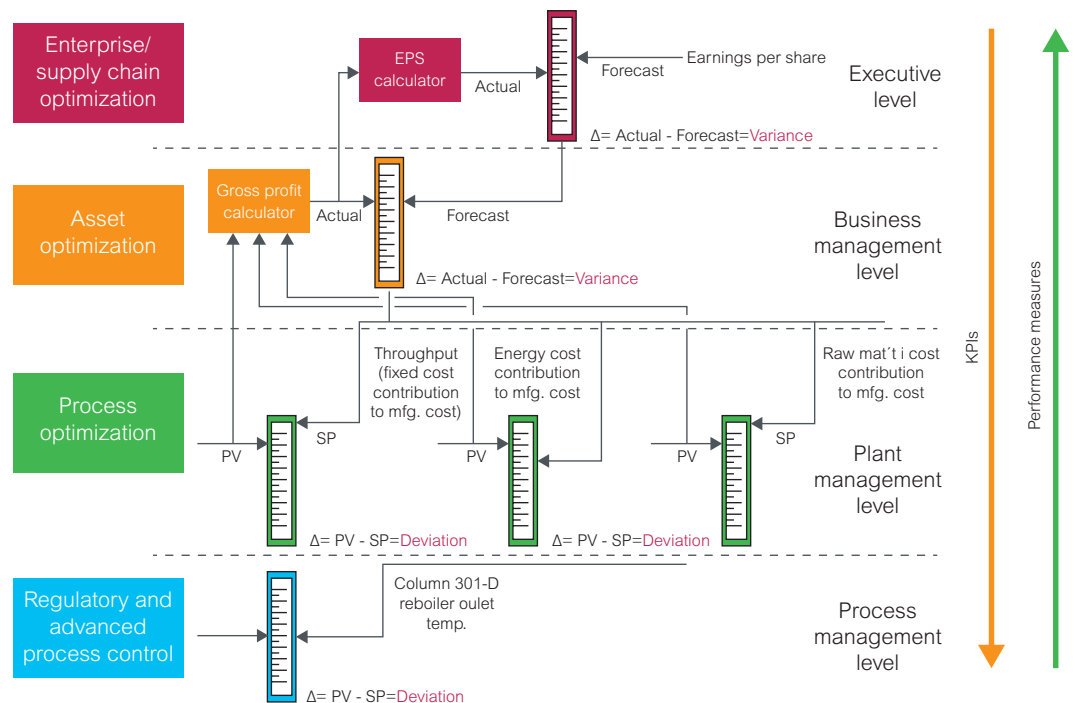 Enterprise/
supply chain
optimization
EPS
calculator
Actual
Forecast
Earnings per share
Executive
level
Δ= Actual - Forecast=Variance
Asset
optimization
Gross profit
calculator
Actual
Forecast
Business
management
level
Δ= Actual - Forecast=Variance
Process
optimization
Throughput
(fixed cost
contribution
to mfg. cost)
Energy cost
contribution
to mfg. cost
Raw mat´t i cost
contribution
to mfg. cost
PV
SP
PV
PV
SP
Plant
management
level
Δ= PV - SP=Deviation
Δ= PV - SP=Deviation
Regulatory and
advanced
process control
Column 301-D
reboiler oulet
temp.
Process
management
level
Δ= PV - SP=Deviation
KPIs
Performance measures